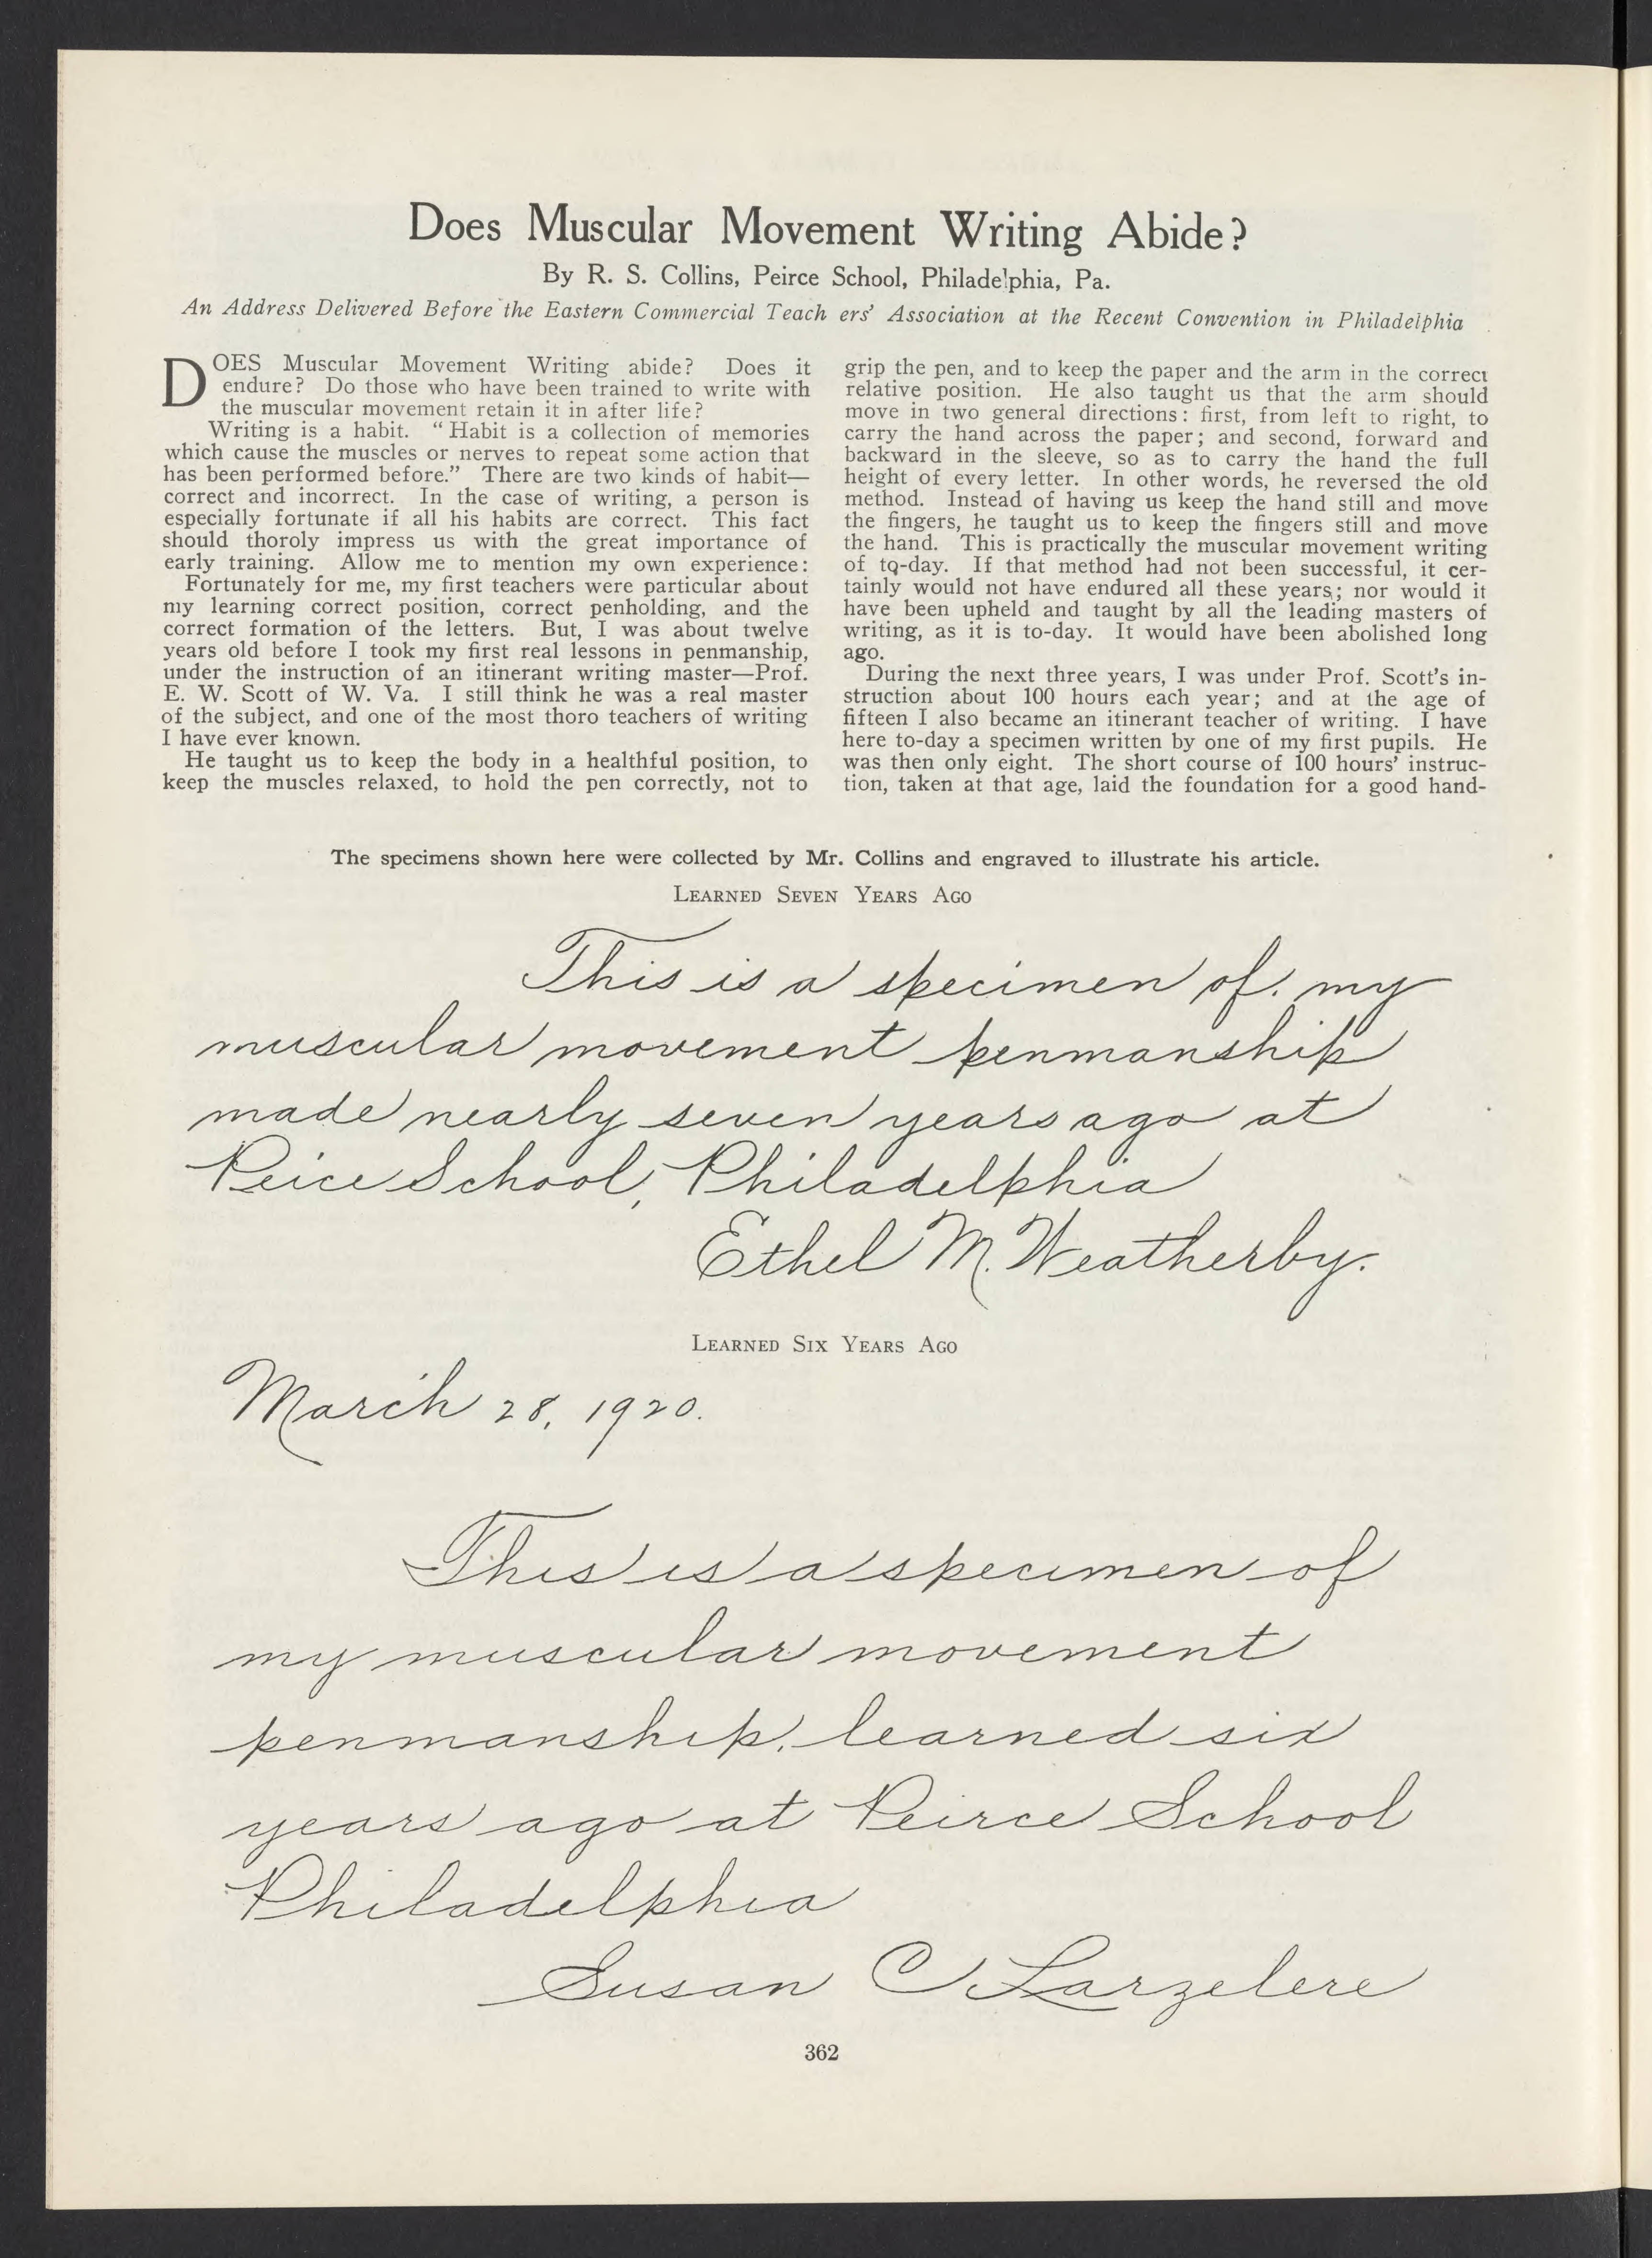 Does Muscular Movement Writing Abide?
By R. S. Collins, Peirce School, Philadelphia, Pa.
An Address Delivered Before the Eastern Commercial Teach ers' Association at the Recent Convention in Philadelphia
DOES Muscular Movement Writing abide? Does it
endure? Do those who have been trained to write with
the muscular movement retain it in after life?
Writing is a habit. "Habit is a collection of memories
which cause the muscles or nerves to repeat some action that
has been performed before." There are two kinds of habit—
correct and incorrect. In the case of writing, a person is
especially fortunate if all his habits are correct. This fact
should thoroly impress us with the great importance of
early training. Allow me to mention my own experience:
Fortunately for me, my first teachers were particular about
my learning correct position, correct penholding, and the
correct formation of the letters. But, I was about twelve
years old before I took my first real lessons in penmanship,
under the instruction of an itinerant writing master—Prof.
E. W. Scott of W. Va. I still think he was a real master
of the subject, and one of the most thoro teachers of writing
I have ever known.
He taught us to keep the body in a healthful position, to
keep the muscles relaxed, to hold the pen correctly, not to
grip the pen, and to keep the paper and the arm in the correct
relative position. He also taught us that the arm should
move in two general directions: first, from left to right, to
carry the hand across the paper; and second, forward and
backward in the sleeve, so as to carry the hand the full
height of every letter. In other words, he reversed the old
method. Instead of having us keep the hand still and move
the fingers, he taught us to keep the fingers still and move
the hand. This is practically the muscular movement writing
of to-day. If that method had not been successful, it cer-
tainly would not have endured all these years; nor would it
have been upheld and taught by all the leading masters of
writing, as it is to-day. It would have been abolished long
ago.
During the next three years, I was under Prof. Scott's in-
struction about 100 hours each year; and at the age of
fifteen I also became an itinerant teacher of writing. I have
here to-day a specimen written by one of my first pupils. He
was then only eight. The short course of 100 hours' instruc-
tion, taken at that age, laid the foundation for a good hand-
The specimens shown here were collected by Mr. Collins and engraved to illustrate his article.
LEARNED SEVEN YEARS AGO
This is a specimen of my
muscular movement penmanship
made nearly seven years ago at
Peice School, Philadelphia
Ethel M. Weatherby.
LEARNED SIX YEARS AGO
March 28, 1920.
This is a specimen of
my muscular movement
penmanship, learned six
years ago at Peirce School
Philadelphia
Susan C Larzelere
362